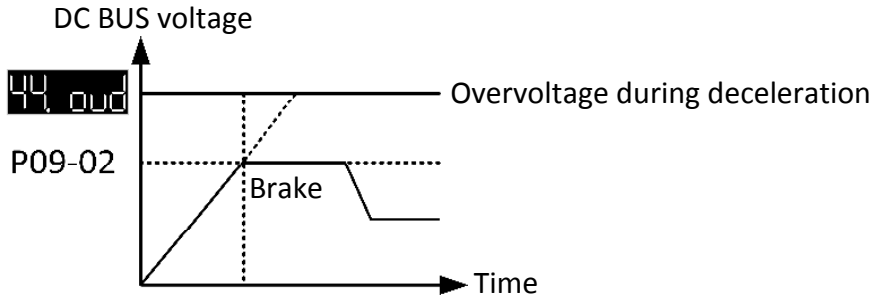 DC BUS voltage
44. oud
Overvoltage during deceleration
P09-02
Brake
Time